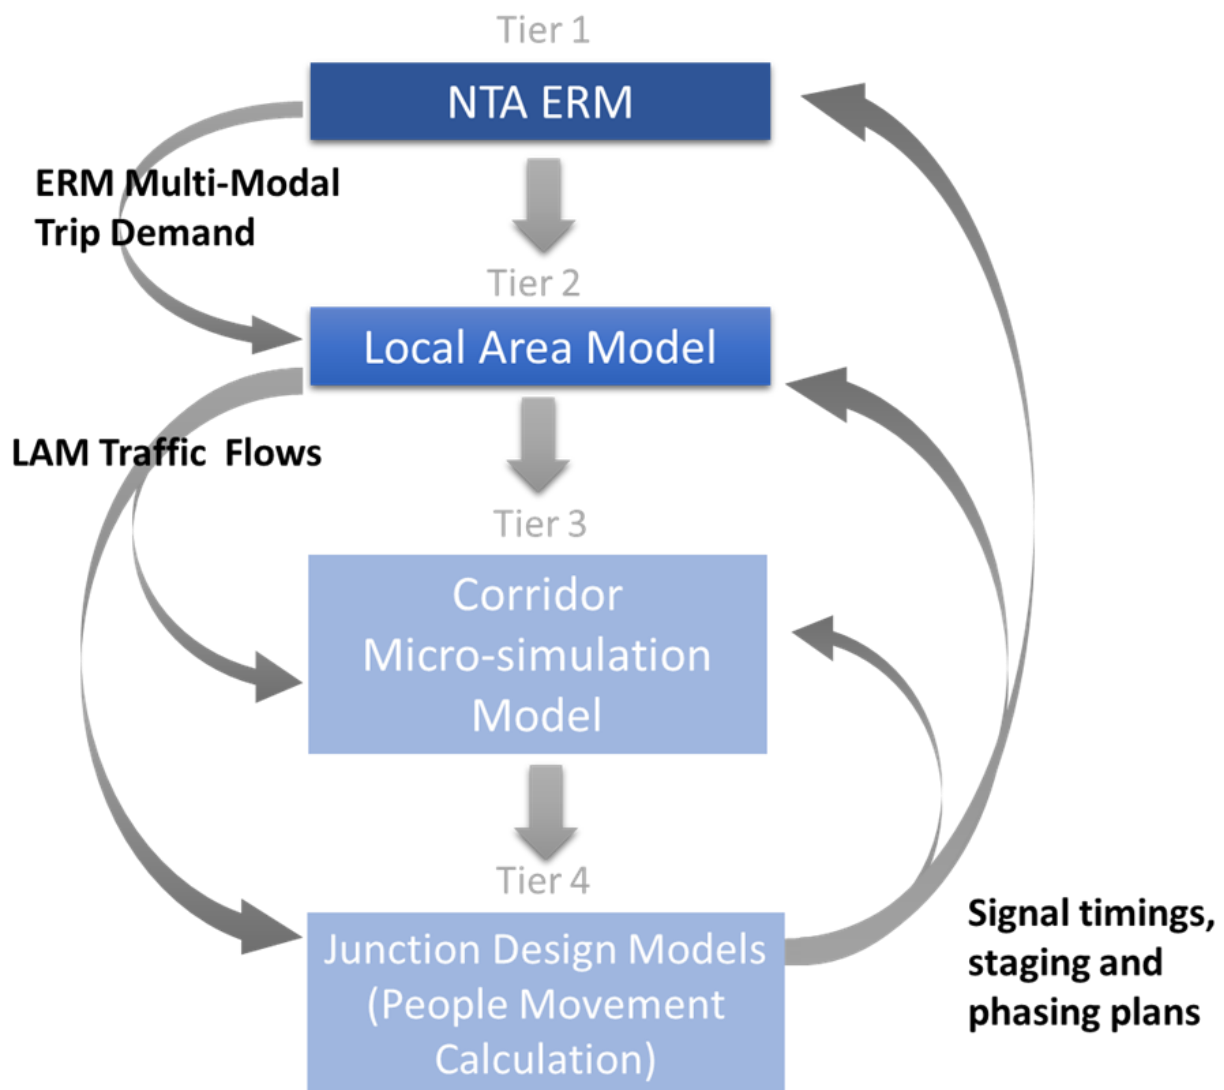 Tier 1
NTA ERM
ERM Multi-Modal
Trip Demand
Tier 2
Local Area Model
LAM Traffic Flows
Tier 3
Corridor
Micro-simulation
Model
Tier 4
Junction Design Models
(People Movement
Calculation)
Signal timings,
staging and
phasing plans